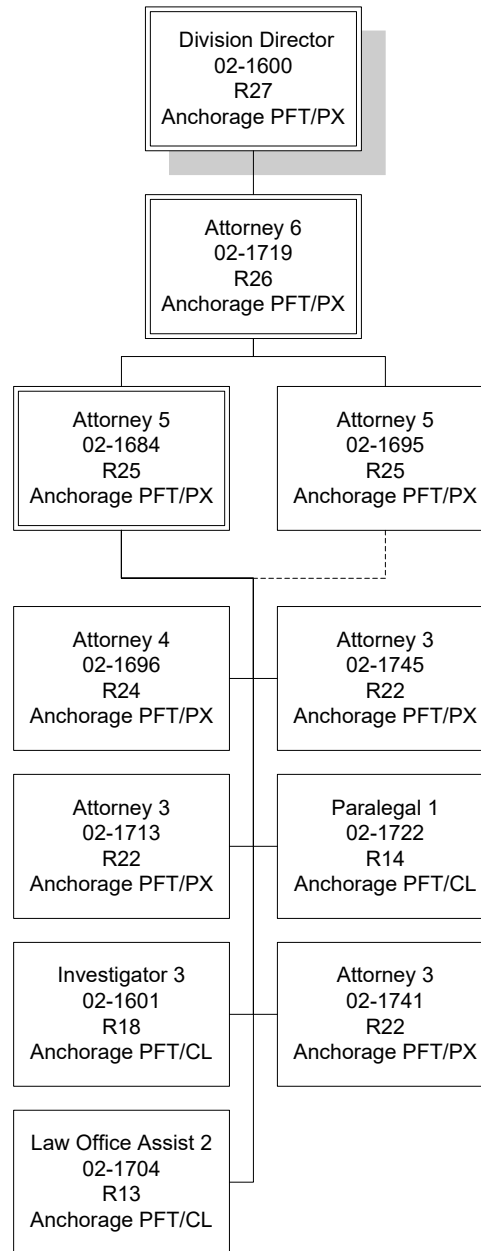 Division Director
02-1600
R27
Anchorage PFT/PX
Attorney 6
02-1719
R26
Anchorage PFT/PX
Attorney 5
02-1684
R25
Anchorage PFT/PX
Attorney 5
02-1695
R25
Anchorage PFT/PX
Attorney 4
02-1696
R24
Anchorage PFT/PX
Attorney 3
02-1745
R22
Anchorage PFT/PX
Attorney 3
02-1713
R22
Anchorage PFT/PX
Paralegal 1
02-1722
R14
Anchorage PFT/CL
Investigator 3
02-1601
R18
Anchorage PFT/CL
Attorney 3
02-1741
R22
Anchorage PFT/PX
Law Office Assist 2
02-1704
R13
Anchorage PFT/CL